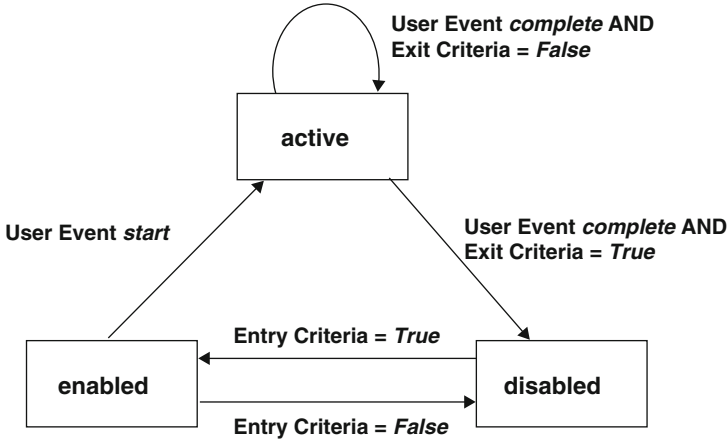 User Event complete AND
Exit Criteria = False
active
User Event start
User Event complete AND
Exit Criteria = True
Entry Criteria = True
enabled
disabled
Entry Criteria = False